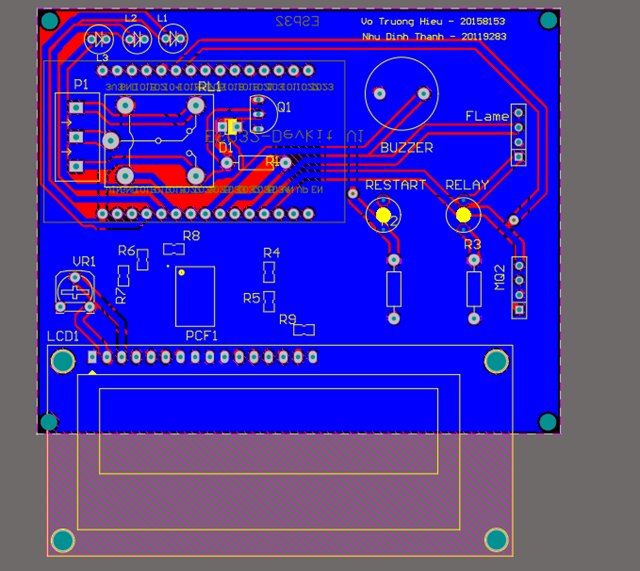 ESP32
Vo Truong Hieu - 20158153
Nhu Dinh Thanh - 20119283
L2
L1
L3
P1
RL1
Q1
FLame
ESP32-Devkit V1
D1
R1
BUZZER
RESTART
RELAY
R2
R3
R8
R6
VR1
R4
MQ2
R7
R5
R9
LCD1
PCF1